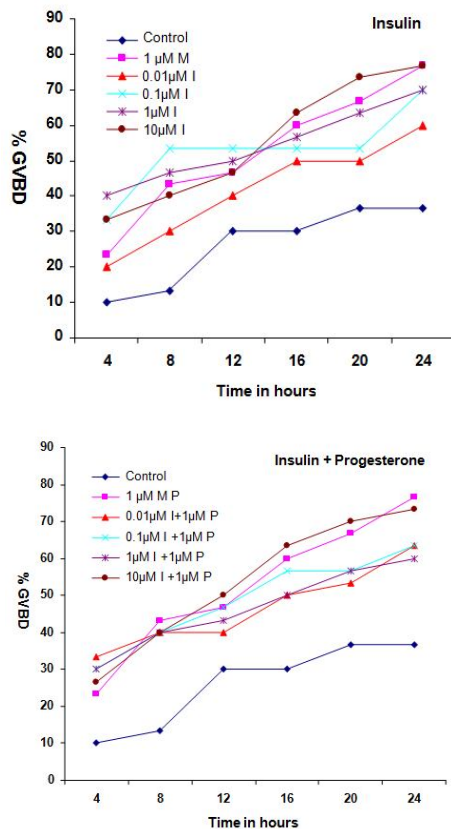 Insulin
Control
1 µM M
0.01µM I
0.1µM I
1µM I
10µM I
% GVBD
90
80
70
60
50
40
30
20
10
0
4 8 12 16 20 24
Time in hours
Insulin + Progesterone
Control
1 µM M P
0.01µM I+1µM P
0.1µM I +1µM P
1µM I +1µM P
10µM I +1µM P
% GVBD
90
80
70
60
50
40
30
20
10
0
4 8 12 16 20 24
Time in hours